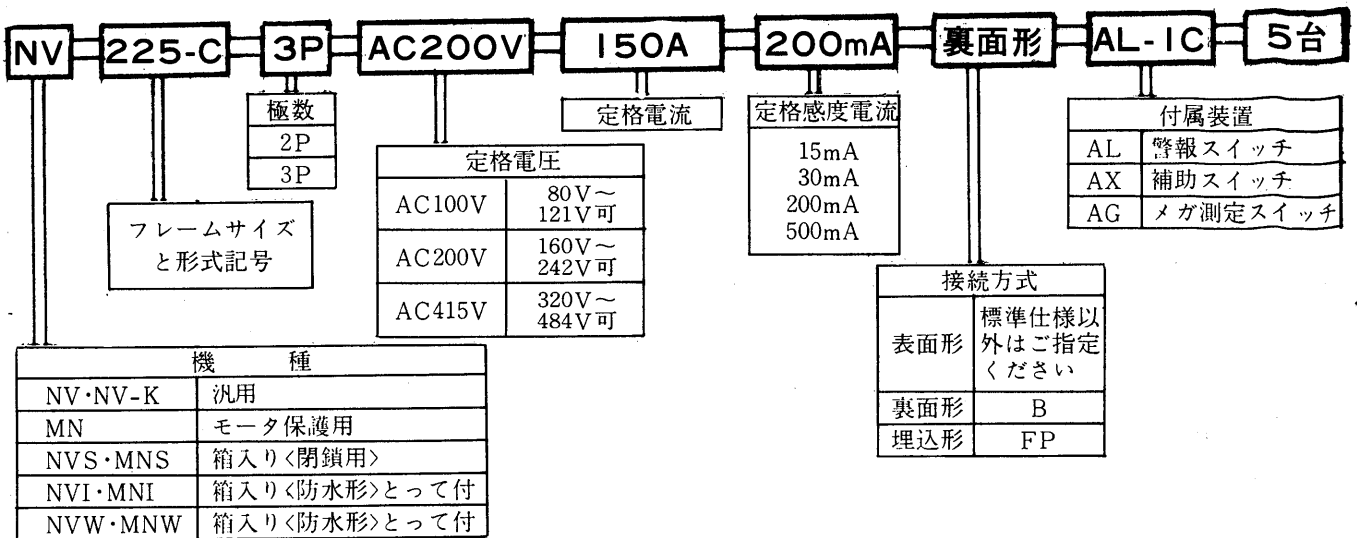 NV 225-C 3P AC200V 150A 200mA 裏面形 AL-1C 5台
極数
2P
3P
定格電流
定格感度電流
15mA
30mA
200mA
500mA
付属装置
AL 警報スイッチ
AX 補助スイッチ
AG メガ測定スイッチ
定格電圧
AC100V 80V～
121V可
AC200V 160V～
242V可
AC415V 320V～
484V可
フレームサイズ
と形式記号
接続方式
表面形 標準仕様以
外はご指定
ください
裏面形 B
埋込形 FP
機種
NV・NV-K 汎用
MN モータ保護用
NVS・MNS 箱入り〈閉鎖用〉
NVI・MNI 箱入り〈防水形〉とって付
NVW・MNW 箱入り〈防水形〉とって付